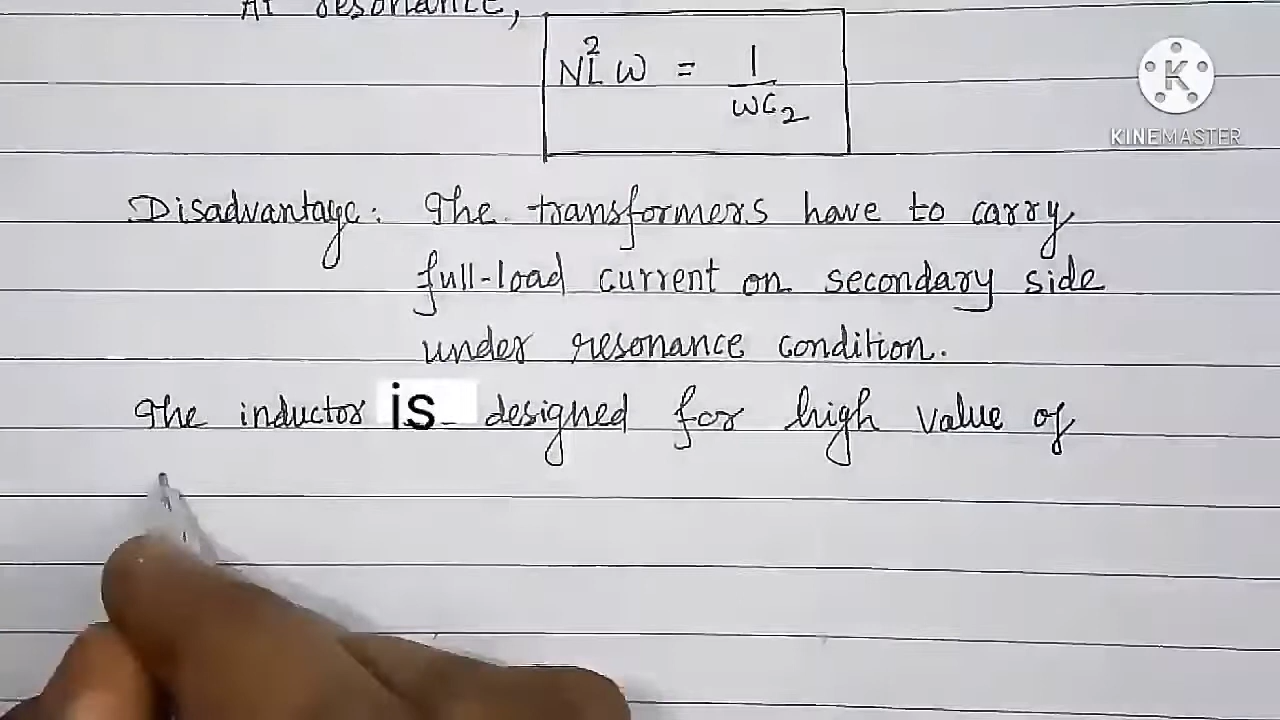 At resonance,
N²Lω = 1/ωC₂
KINEMASTER
Disadvantage: The transformers have to carry
full-load current on secondary side
under resonance condition.
The inductor is designed for high value of